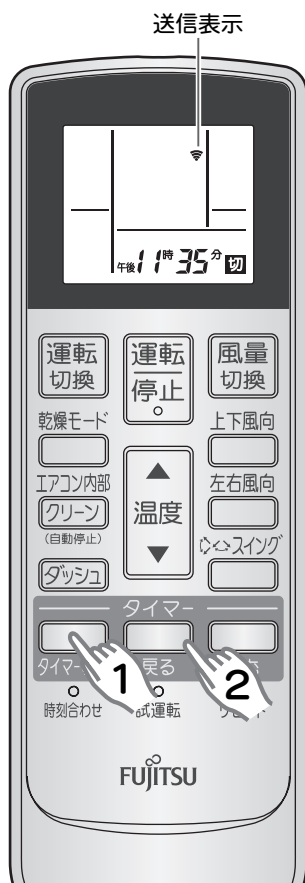 送信表示
午後11時35分 切
運転切換
運転停止
風量切換
乾燥モード
上下風向
エアコン内部
クリーン
(自動停止)
温度
左右風向
スイング
ダッシュ
タイマー
タイマー
戻る
1
2
時刻合わせ
試運転
FUJITSU